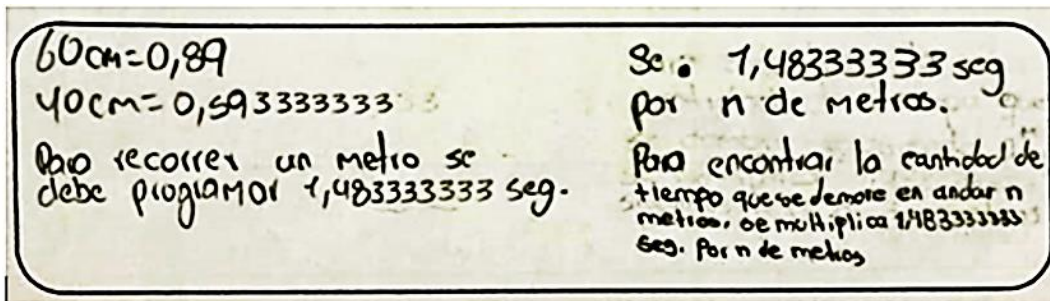 60cm=0,89
40cm=0,593333333
Para recorrer un metro se
debe programar 1,483333333 seg.
Se • 1,48333333 seg
por n de metros.
Para encontrar la cantidad de
tiempo que se demore en andar n
metros, se multiplica 1,483333333
seg. Por n de metros